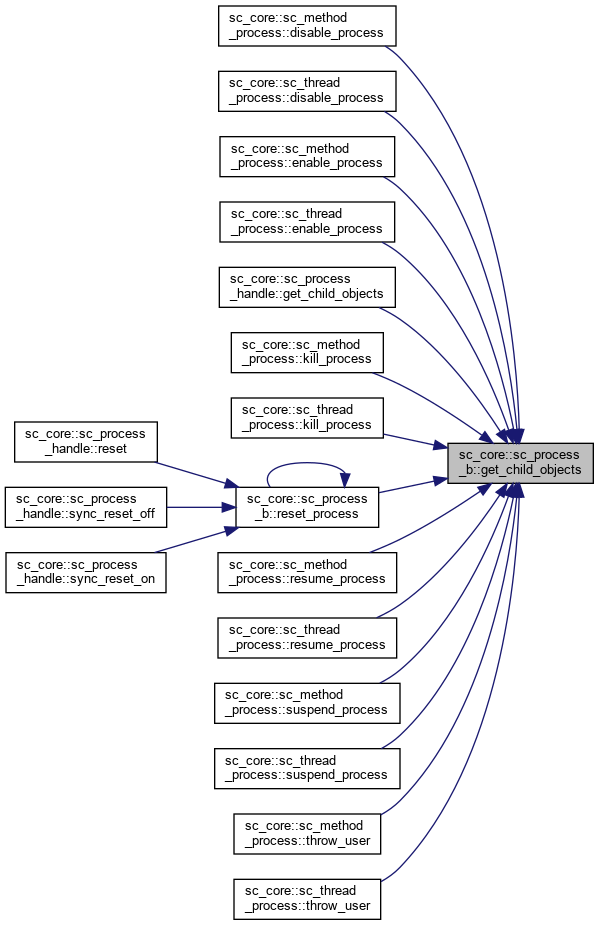 sc_core::sc_method
_process::disable_process
sc_core::sc_thread
_process::disable_process
sc_core::sc_method
_process::enable_process
sc_core::sc_thread
_process::enable_process
sc_core::sc_process
_handle::get_child_objects
sc_core::sc_method
_process::kill_process
sc_core::sc_thread
_process::kill_process
sc_core::sc_process
_b::get_child_objects
sc_core::sc_process
_handle::reset
sc_core::sc_process
_handle::sync_reset_off
sc_core::sc_process
_b::reset_process
sc_core::sc_process
_handle::sync_reset_on
sc_core::sc_method
_process::resume_process
sc_core::sc_thread
_process::resume_process
sc_core::sc_method
_process::suspend_process
sc_core::sc_thread
_process::suspend_process
sc_core::sc_method
_process::throw_user
sc_core::sc_thread
_process::throw_user